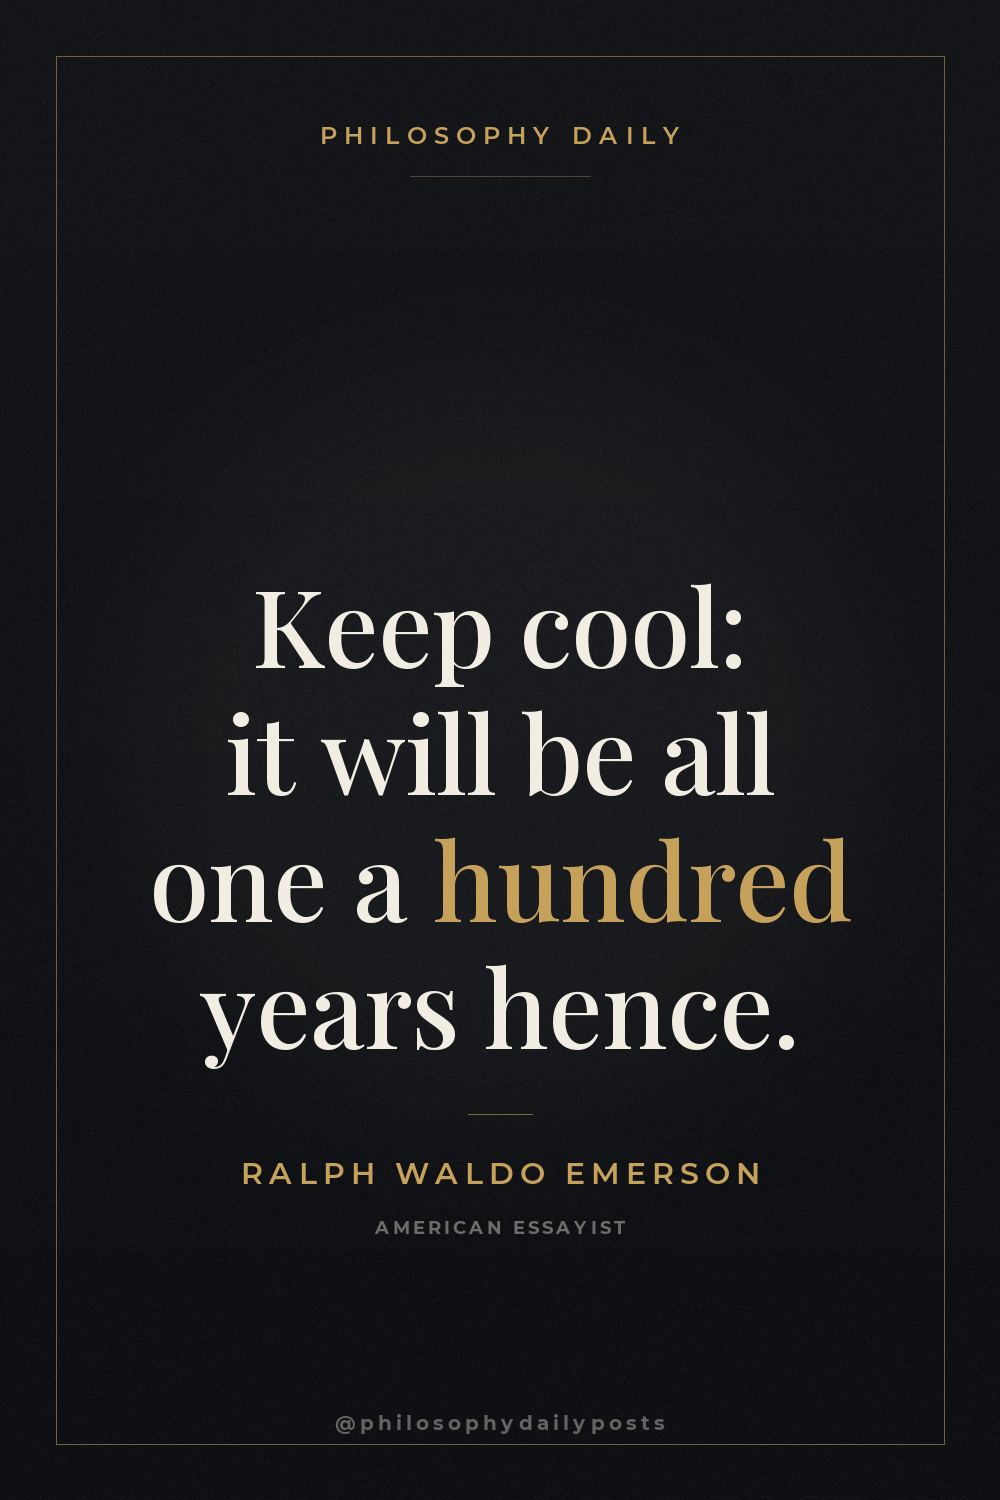 PHILOSOPHY DAILY
Keep cool:
it will be all
one a hundred
years hence.
RALPH WALDO EMERSON
AMERICAN ESSAYIST
@philosophydailyposts